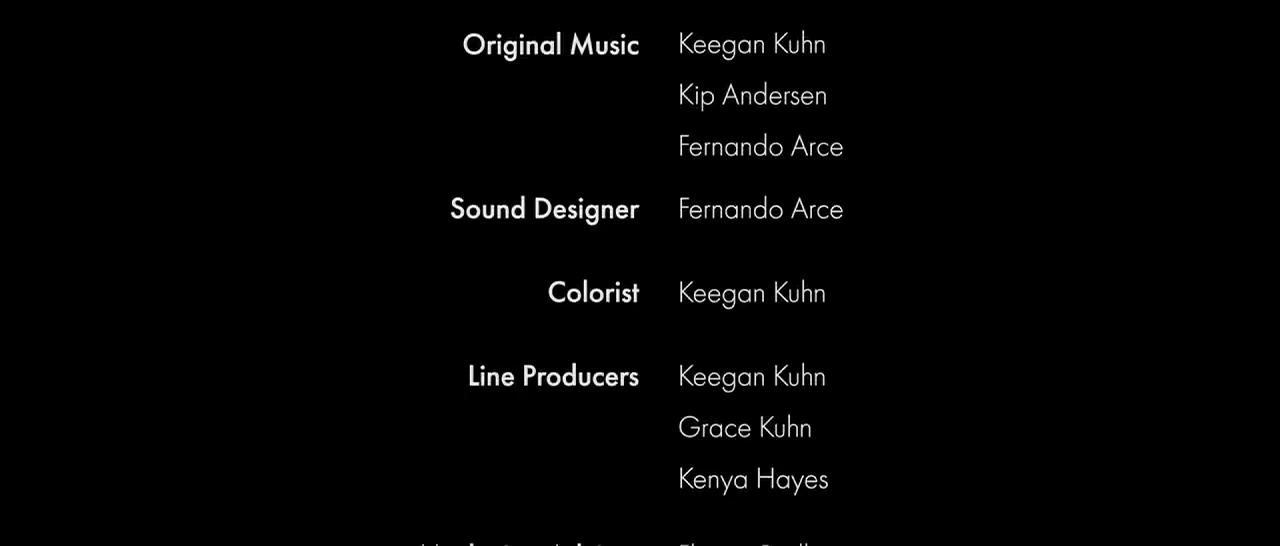 Original Music Keegan Kuhn
Kip Andersen
Fernando Arce
Sound Designer Fernando Arce
Colorist Keegan Kuhn
Line Producers Keegan Kuhn
Grace Kuhn
Kenya Hayes